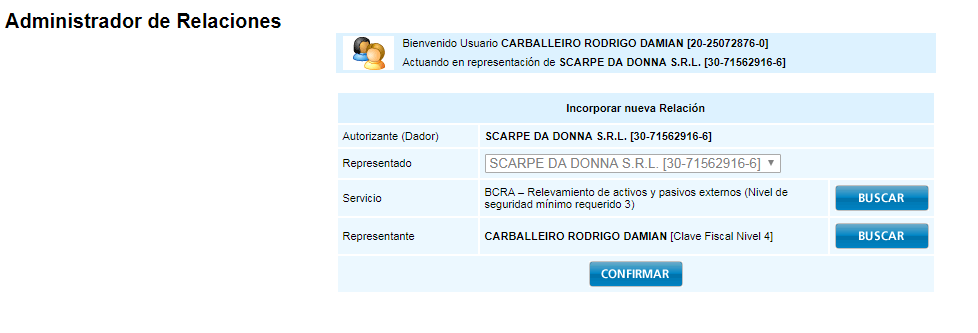 Administrador de Relaciones
Bienvenido Usuario CARBALLEIRO RODRIGO DAMIAN [20-25072876-0]
Actuando en representación de SCARPE DA DONNA S.R.L. [30-71562916-6]
Incorporar nueva Relación
Autorizante (Dador) SCARPE DA DONNA S.R.L. [30-71562916-6]
Representado SCARPE DA DONNA S.R.L. [30-71562916-6]
Servicio BCRA – Relevamiento de activos y pasivos externos (Nivel de
seguridad mínimo requerido 3) BUSCAR
Representante CARBALLEIRO RODRIGO DAMIAN [Clave Fiscal Nivel 4] BUSCAR
CONFIRMAR